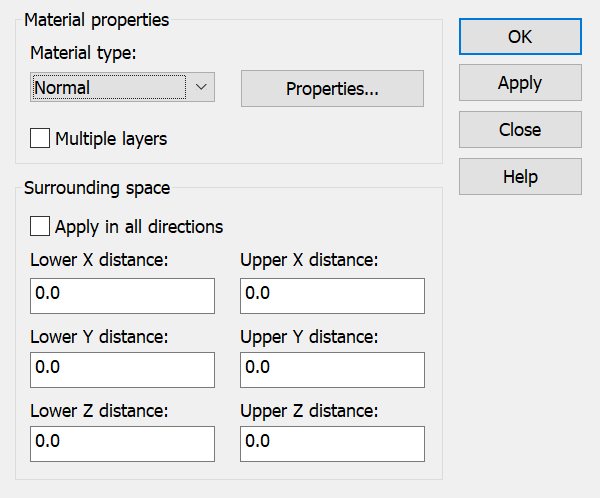 Material properties
Material type:
Normal
Properties...
Multiple layers
OK
Apply
Close
Help
Surrounding space
Apply in all directions
Lower X distance: Upper X distance:
0.0 0.0
Lower Y distance: Upper Y distance:
0.0 0.0
Lower Z distance: Upper Z distance:
0.0 0.0